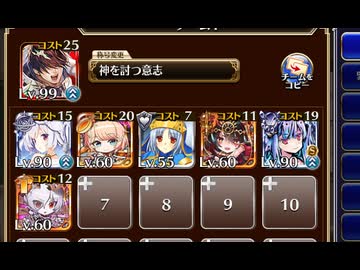 コスト25
称号変更
神を討つ意志
チームを
コピー
Lv.99
コスト15
コスト20
コスト7
コスト11
コスト19
Lv.90
Lv.60
Lv.55
Lv.60
Lv.90
コスト12
Lv.60
7
8
9
10